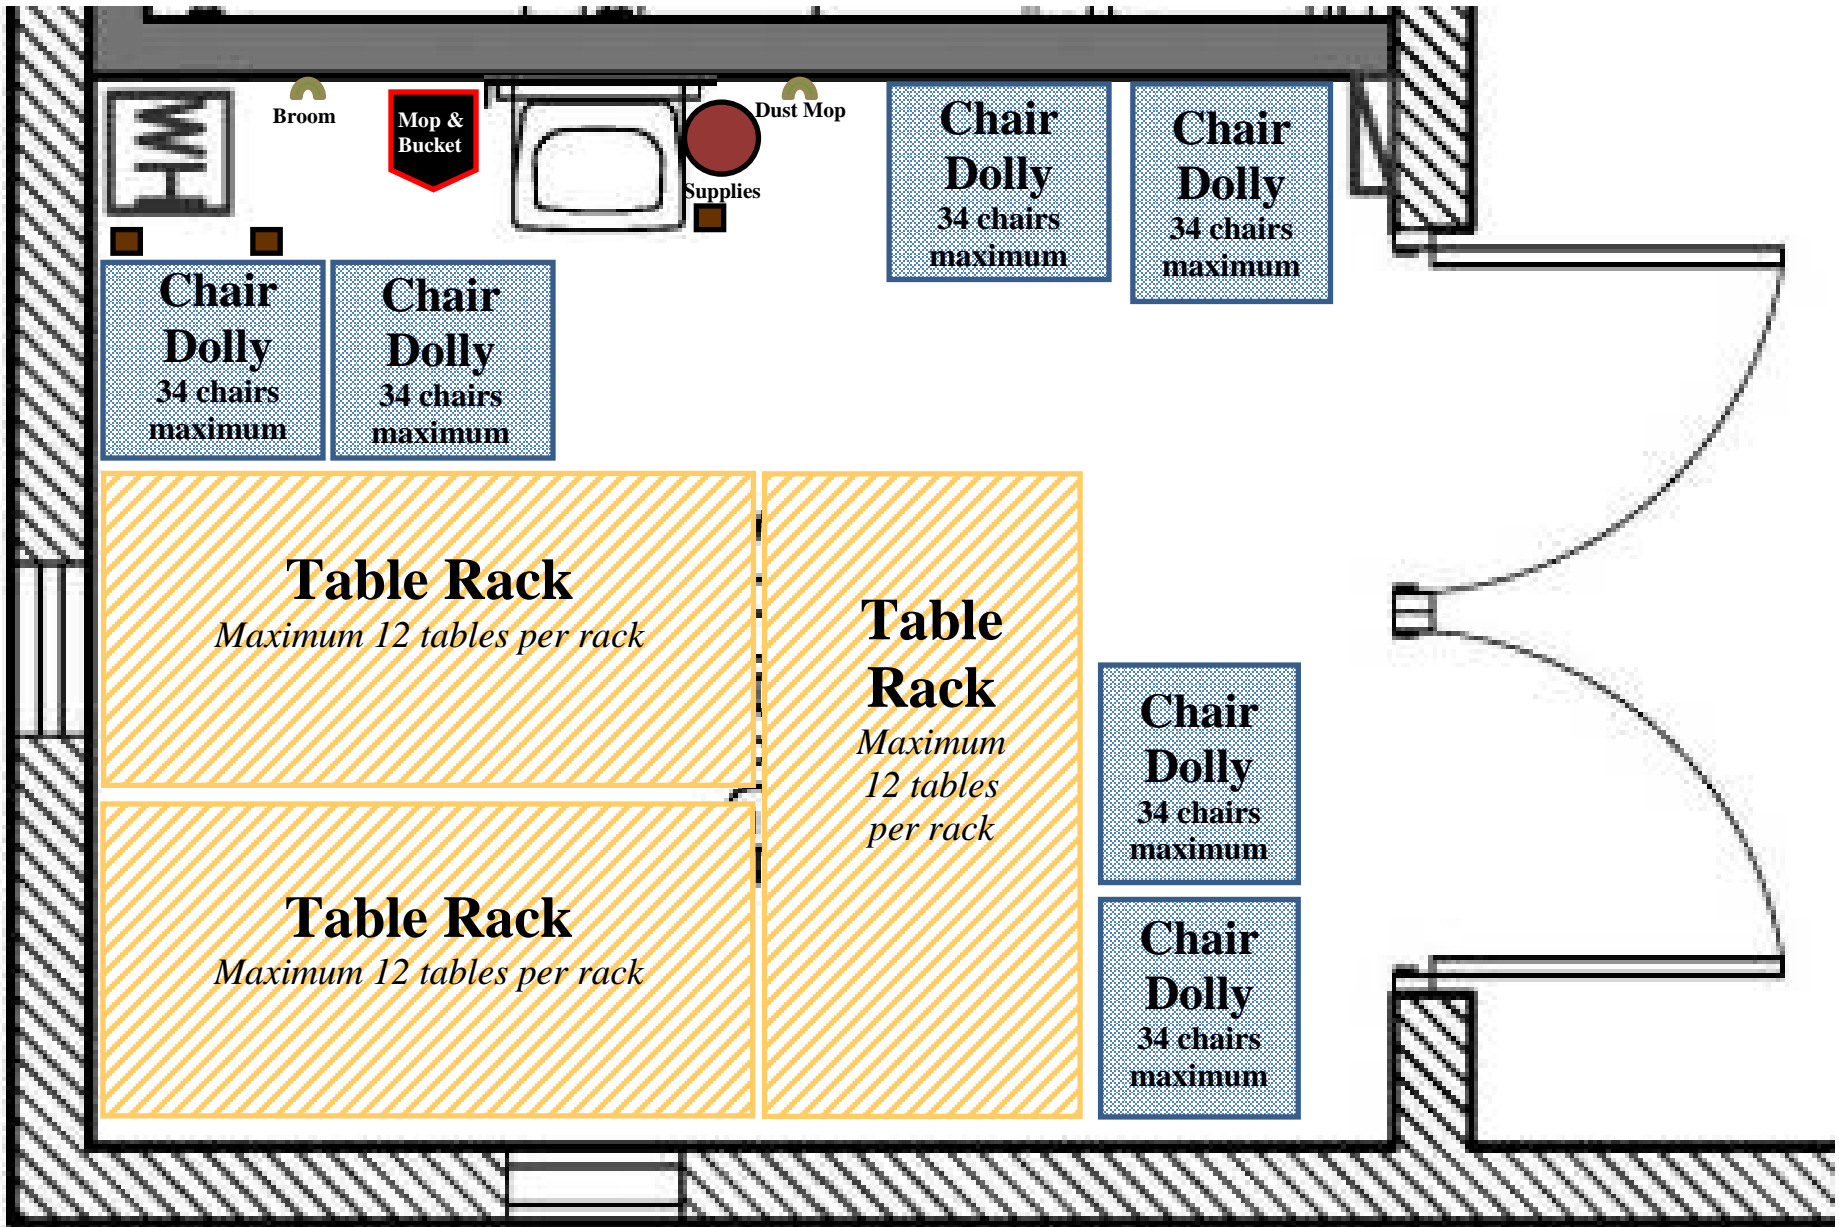 Broom
Mop &
Bucket
Supplies
Dust Mop
Chair
Dolly
34 chairs
maximum
Chair
Dolly
34 chairs
maximum
WH
Chair
Dolly
34 chairs
maximum
Chair
Dolly
34 chairs
maximum
Table Rack
Maximum 12 tables per rack
Table
Rack
Maximum
12 tables
per rack
Chair
Dolly
34 chairs
maximum
Table Rack
Maximum 12 tables per rack
Chair
Dolly
34 chairs
maximum